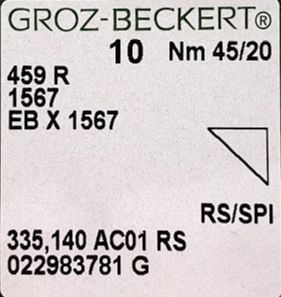 GROZ-BECKERT®
10 Nm 45/20
459 R
1567
EB X 1567
RS/SPI
335,140 AC01 RS
022983781 G